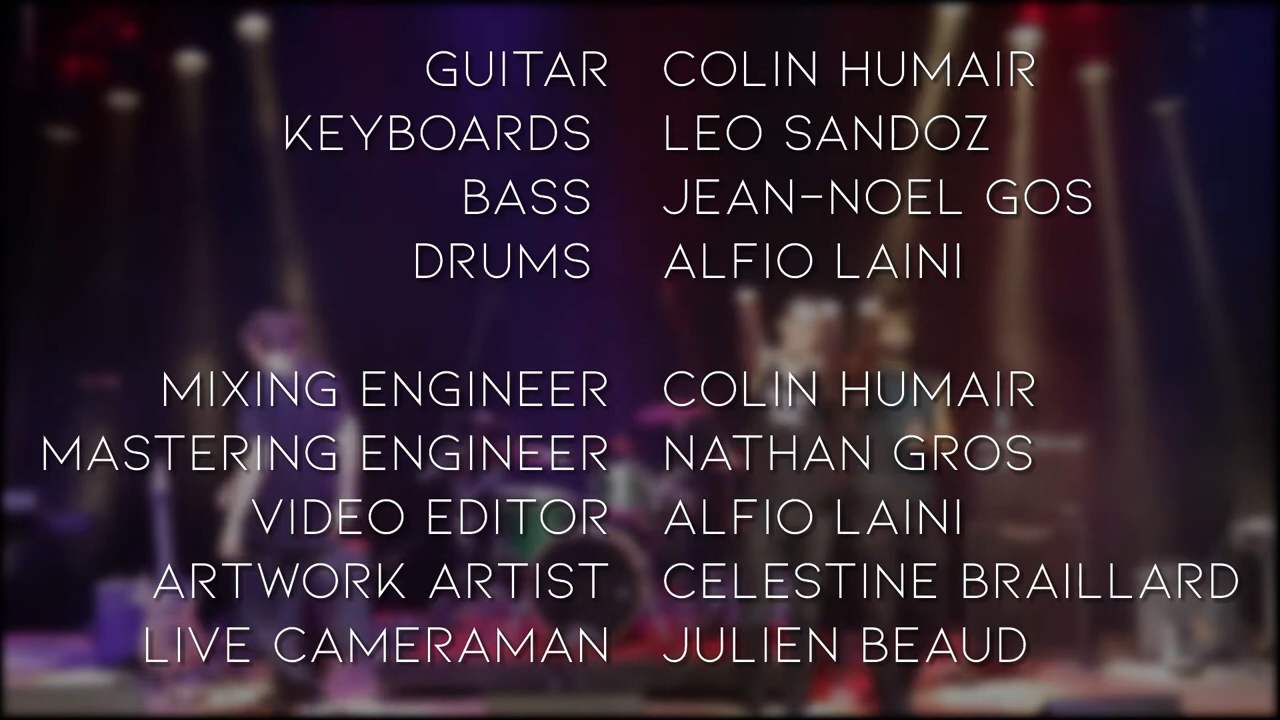 GUITAR COLIN HUMAIR
KEYBOARDS LEO SANDOZ
BASS JEAN-NOEL GOS
DRUMS ALFIO LAINI
MIXING ENGINEER COLIN HUMAIR
MASTERING ENGINEER NATHAN GROS
VIDEO EDITOR ALFIO LAINI
ARTWORK ARTIST CELESTINE BRAILLARD
LIVE CAMERAMAN JULIEN BEAUD